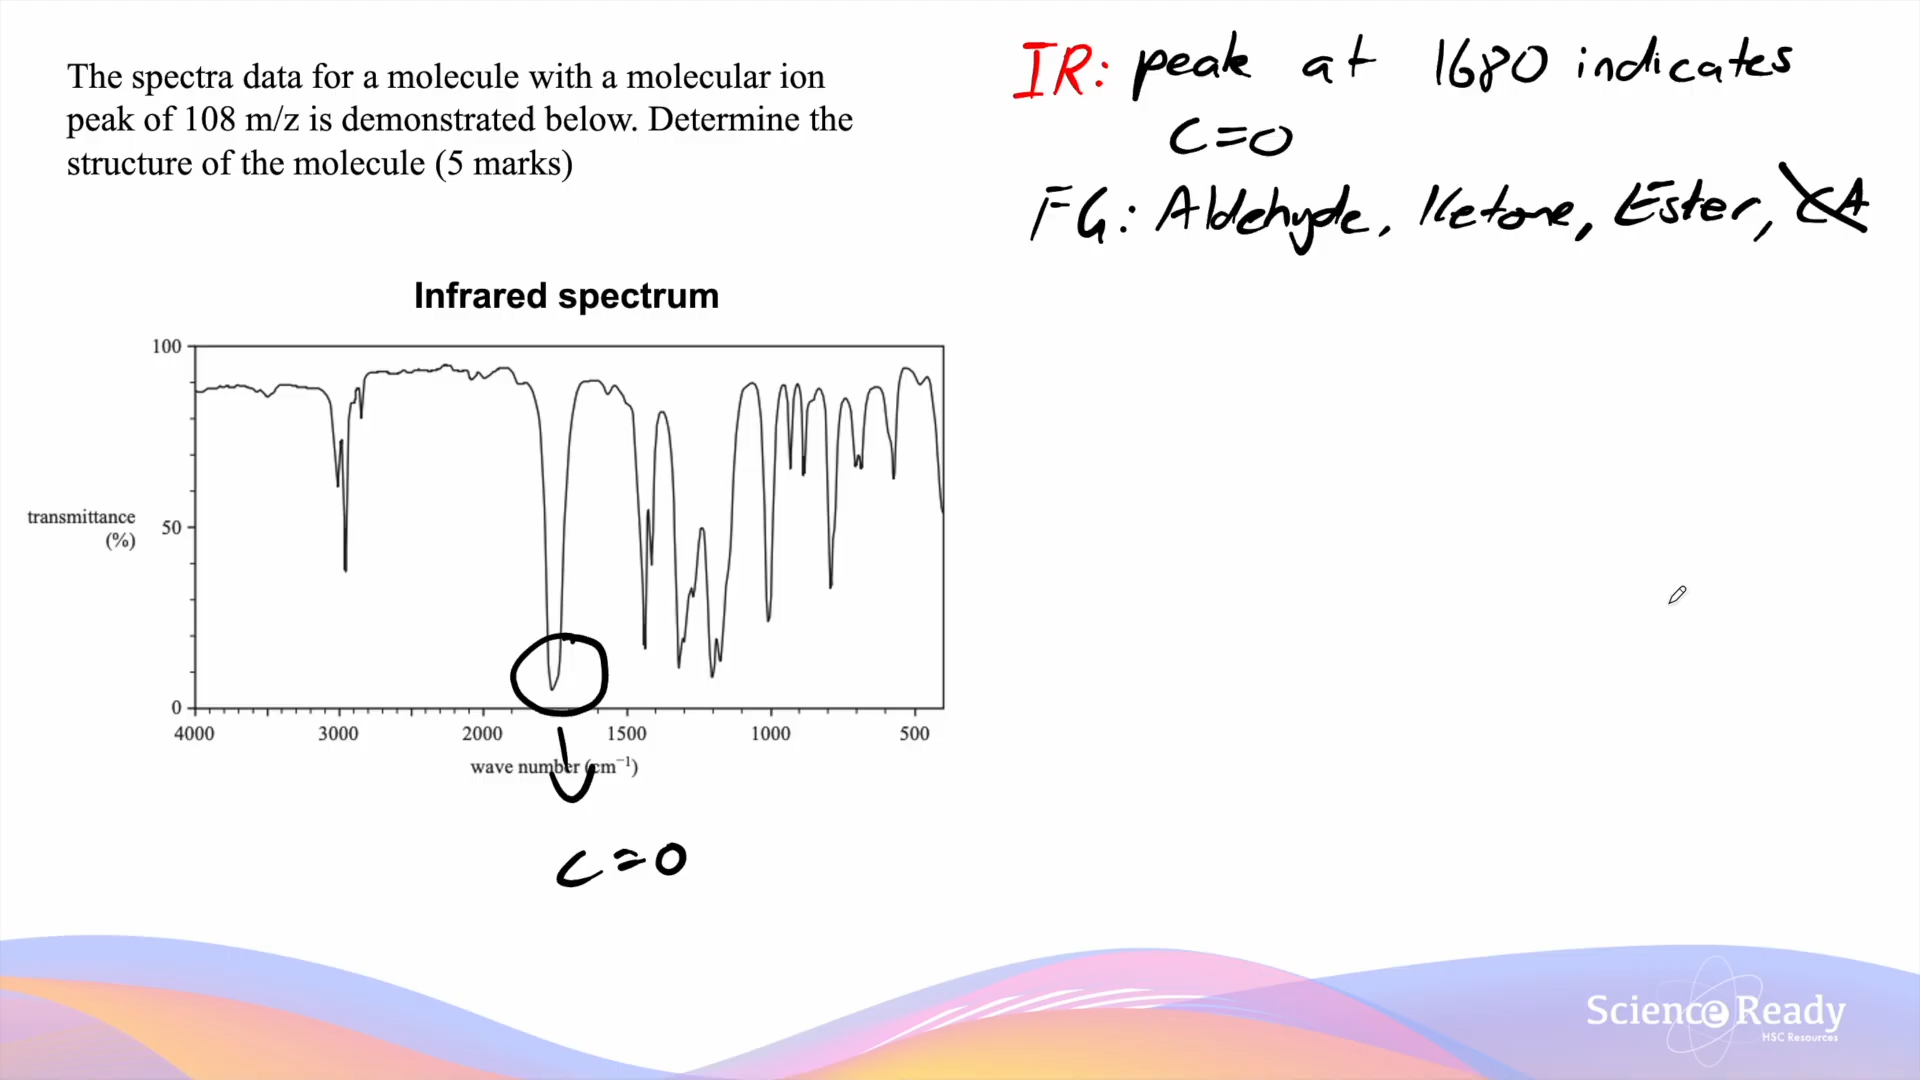 The spectra data for a molecule with a molecular ion
peak of 108 m/z is demonstrated below. Determine the
structure of the molecule (5 marks)
IR: peak at 1680 indicates
C=O
FG: Aldehyde, Ketone, Ester, CA
Infrared spectrum
100
transmittance
(%)
50
0
4000 3000 2000 1500 1000 500
wave number (cm⁻¹)
C=O
Science Ready
HSC Resources